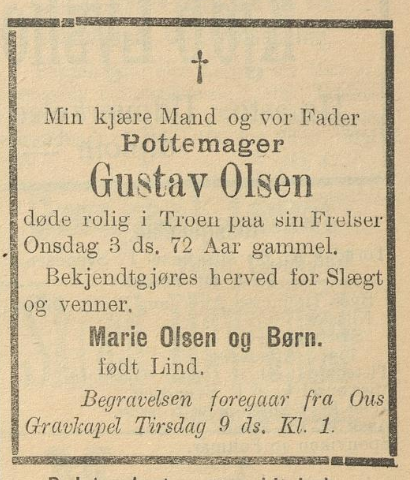 †
Min kjære Mand og vor Fader
Pottemager
Gustav Olsen
døde rolig i Troen paa sin Frelser
Onsdag 3 ds. 72 Aar gammel.
Bekjendtgjøres herved for Slægt
og venner.
Marie Olsen og Børn.
født Lind.
Begravelsen foregaar fra Ous
Gravkapel Tirsdag 9 ds. Kl. 1.